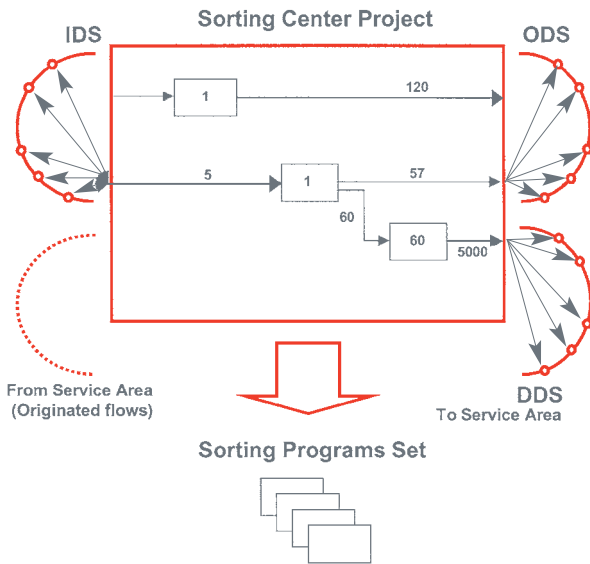 Sorting Center Project
IDS
ODS
1
120
5
1
57
60
60
5000
From Service Area
(Originated flows)
DDS
To Service Area
Sorting Programs Set